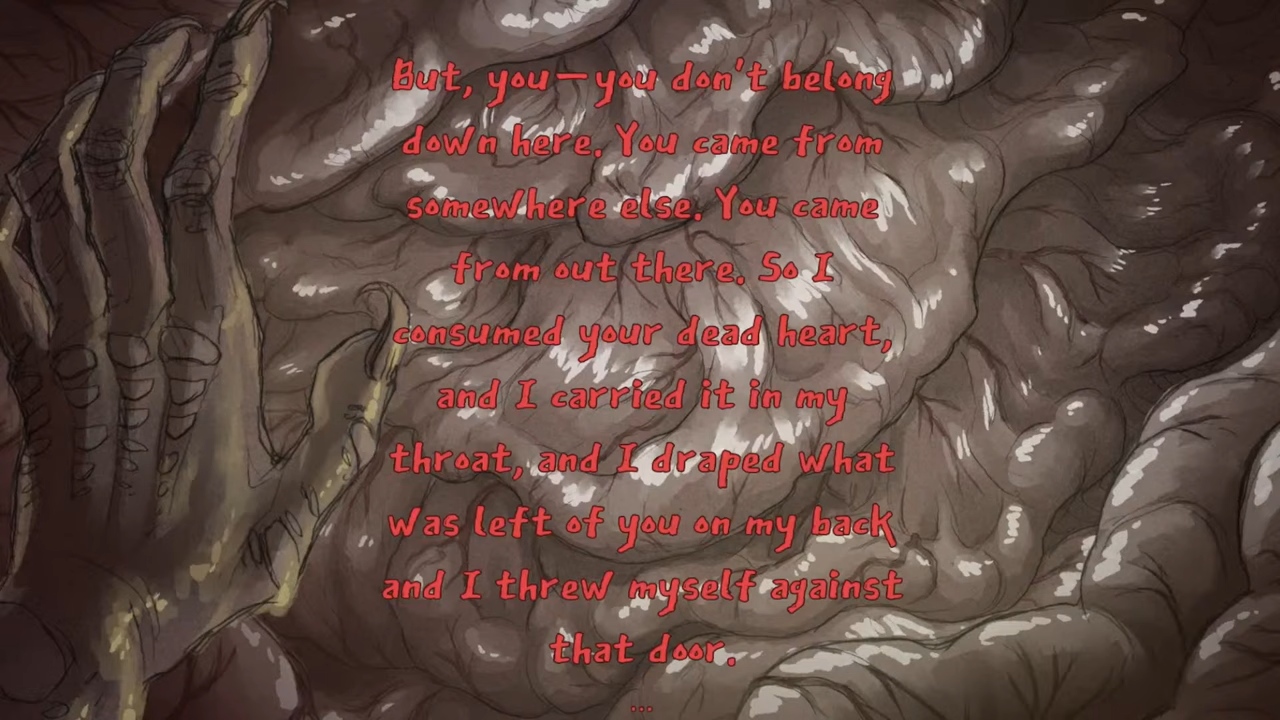 But, you—you don't belong
down here. You came from
somewhere else. You came
from out there. So I
consumed your dead heart,
and I carried it in my
throat, and I draped what
was left of you on my back
and I threw myself against
that door.
...